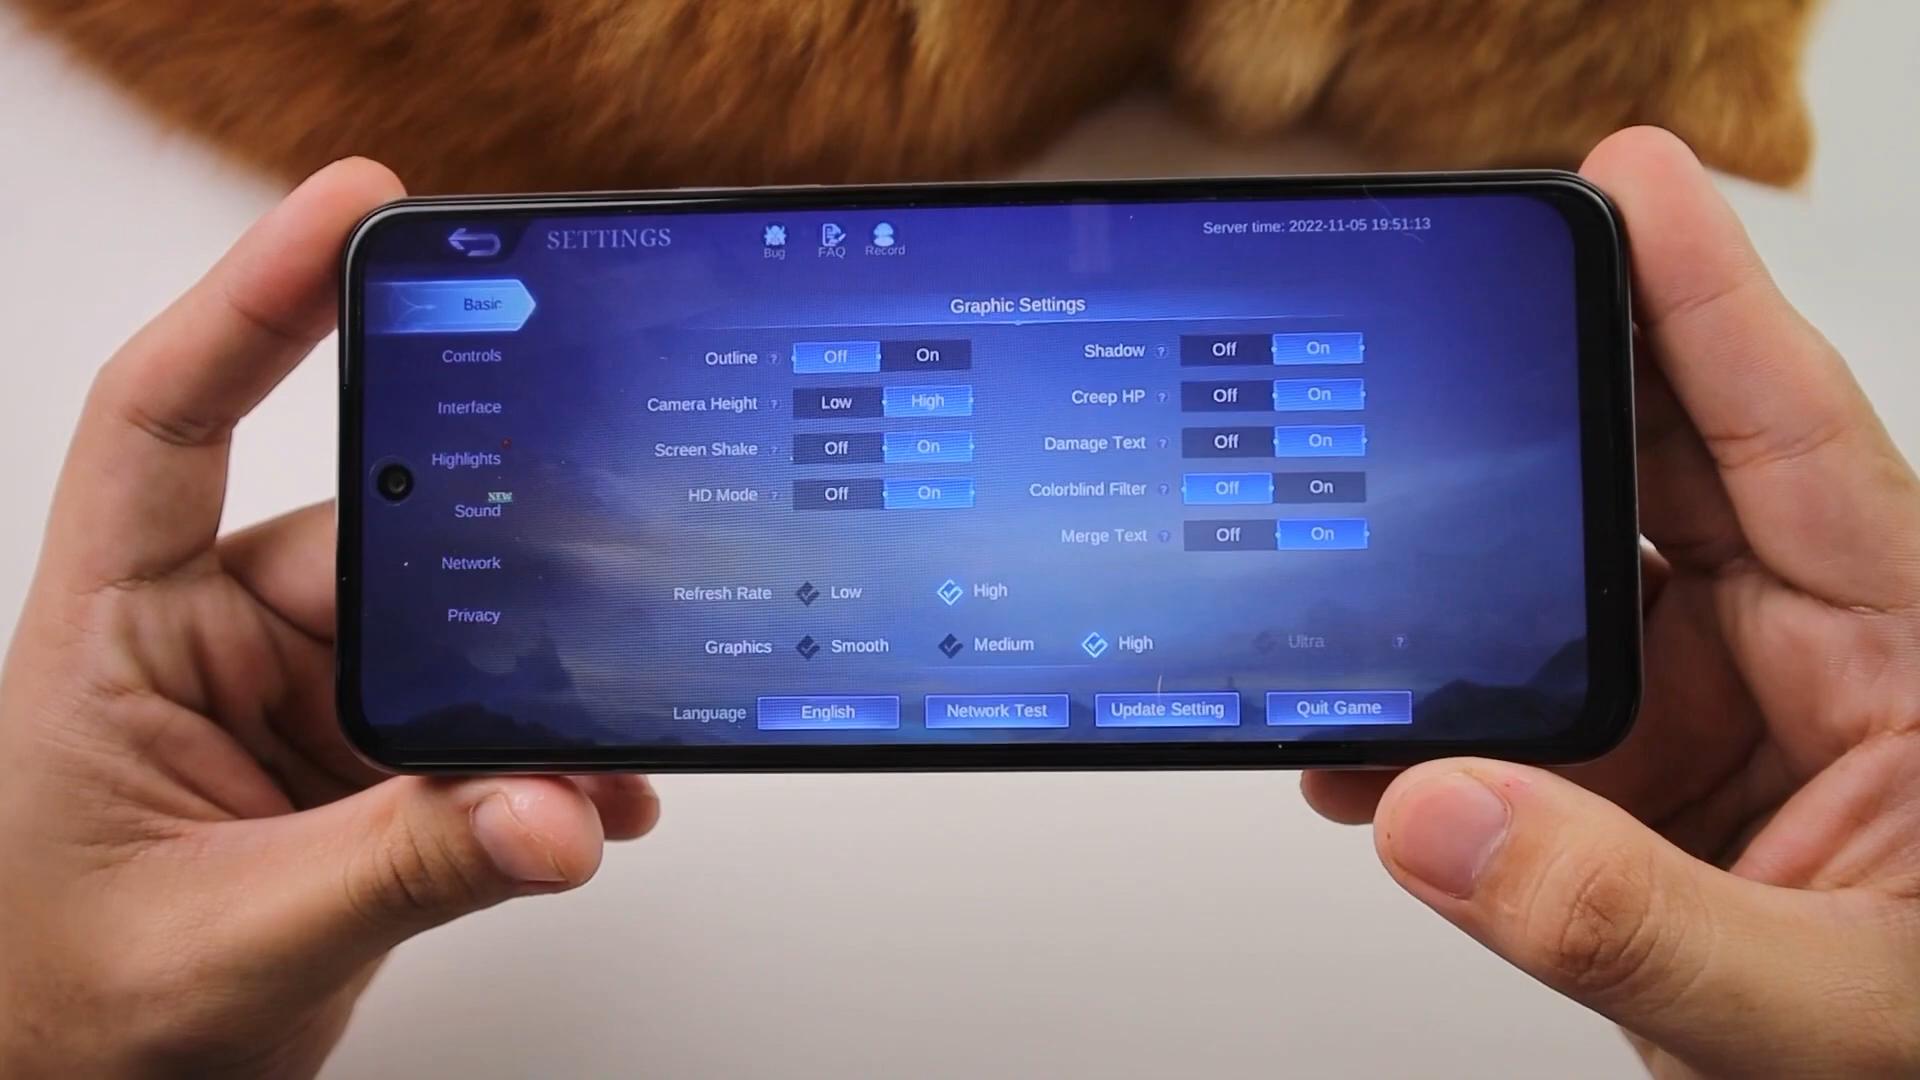 SETTINGS
Bug
FAQ
Record
Server time: 2022-11-05 19:51:13
Basic
Controls
Interface
Highlights
NEW
Sound
Network
Privacy
Graphic Settings
Outline ? Off On
Shadow ? Off On
Camera Height ? Low High
Creep HP ? Off On
Screen Shake ? Off On
Damage Text ? Off On
HD Mode ? Off On
Colorblind Filter ? Off On
Merge Text ? Off On
Refresh Rate Low High
Graphics Smooth Medium High Ultra ?
Language English Network Test Update Setting Quit Game